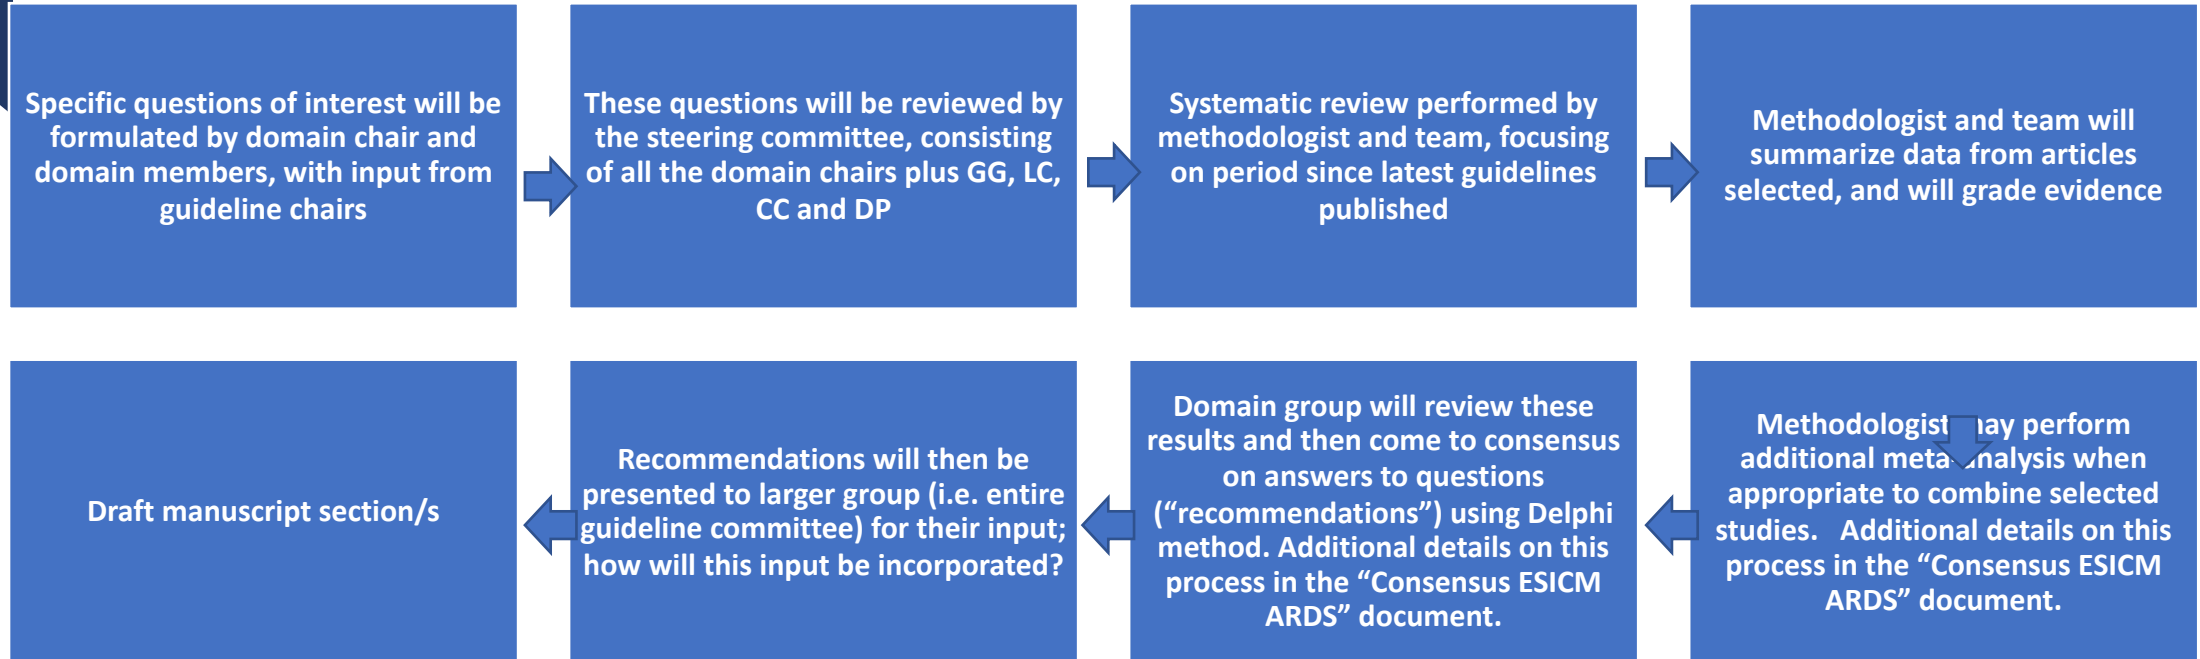 Specific questions of interest will be
formulated by domain chair and
domain members, with input from
guideline chairs
These questions will be reviewed by
the steering committee, consisting
of all the domain chairs plus GG, LC,
CC and DP
Systematic review performed by
methodologist and team, focusing
on period since latest guidelines
published
Methodologist and team will
summarize data from articles
selected, and will grade evidence
Methodologist may perform
additional meta-analysis when
appropriate to combine selected
studies. Additional details on this
process in the “Consensus ESICM
ARDS” document.
Domain group will review these
results and then come to consensus
on answers to questions
(“recommendations”) using Delphi
method. Additional details on this
process in the “Consensus ESICM
ARDS” document.
Recommendations will then be
presented to larger group (i.e. entire
guideline committee) for their input;
how will this input be incorporated?
Draft manuscript section/s